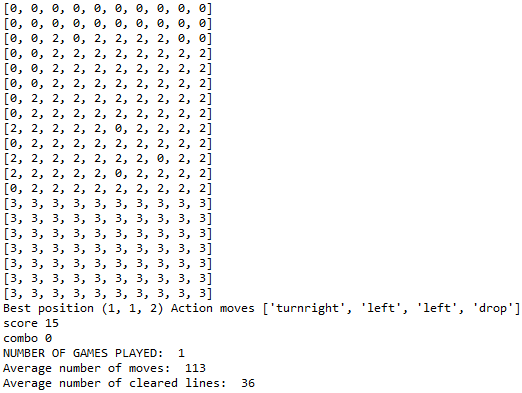 [0, 0, 0, 0, 0, 0, 0, 0, 0, 0]
[0, 0, 0, 0, 0, 0, 0, 0, 0, 0]
[0, 0, 2, 0, 2, 2, 2, 2, 0, 0]
[0, 0, 2, 2, 2, 2, 2, 2, 2, 2]
[0, 0, 2, 2, 2, 2, 2, 2, 2, 2]
[0, 0, 2, 2, 2, 2, 2, 2, 2, 2]
[0, 2, 2, 2, 2, 2, 2, 2, 2, 2]
[0, 2, 2, 2, 2, 2, 2, 2, 2, 2]
[2, 2, 2, 2, 2, 0, 2, 2, 2, 2]
[0, 2, 2, 2, 2, 2, 2, 2, 2, 2]
[2, 2, 2, 2, 2, 2, 2, 0, 2, 2]
[2, 2, 2, 2, 2, 0, 2, 2, 2, 2]
[0, 2, 2, 2, 2, 2, 2, 2, 2, 2]
[3, 3, 3, 3, 3, 3, 3, 3, 3, 3]
[3, 3, 3, 3, 3, 3, 3, 3, 3, 3]
[3, 3, 3, 3, 3, 3, 3, 3, 3, 3]
[3, 3, 3, 3, 3, 3, 3, 3, 3, 3]
[3, 3, 3, 3, 3, 3, 3, 3, 3, 3]
[3, 3, 3, 3, 3, 3, 3, 3, 3, 3]
[3, 3, 3, 3, 3, 3, 3, 3, 3, 3]
Best position (1, 1, 2) Action moves ['turnright', 'left', 'left', 'drop']
score 15
combo 0
NUMBER OF GAMES PLAYED:  1
Average number of moves:  113
Average number of cleared lines:  36